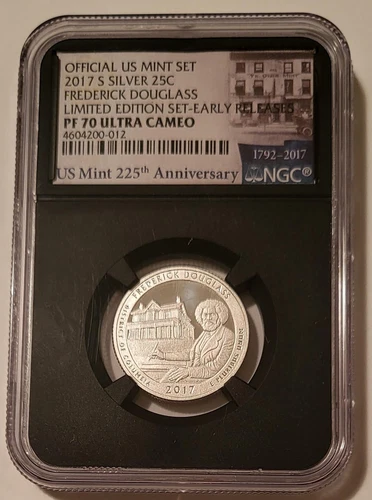 OFFICIAL US MINT SET
2017 S SILVER 25C
FREDERICK DOUGLASS
LIMITED EDITION SET-EARLY RELEASES
PF 70 ULTRA CAMEO
4604200-012
1792-2017
US Mint 225th Anniversary
NGC®
FREDERICK DOUGLASS
DISTRICT OF COLUMBIA
2017
E PLURIBUS UNUM